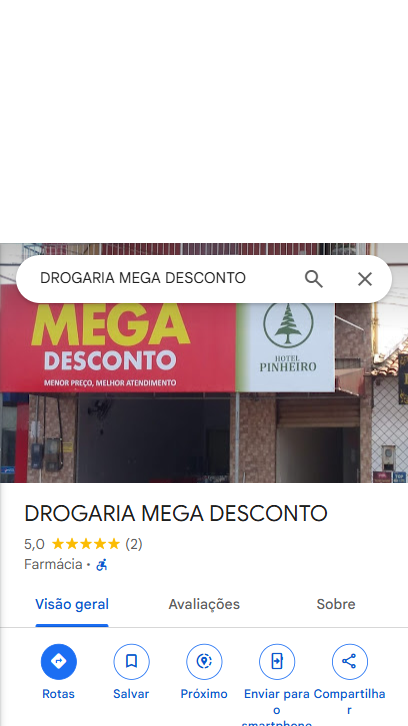 DROGARIA MEGA DESCONTO
MEGA
DESCONTO
MENOR PREÇO, MELHOR ATENDIMENTO
HOTEL
PINHEIRO
DROGARIA MEGA DESCONTO
5,0 (2)
Farmácia ·
Visão geral Avaliações Sobre
Rotas Salvar Próximo Enviar para o smartphone Compartilhar